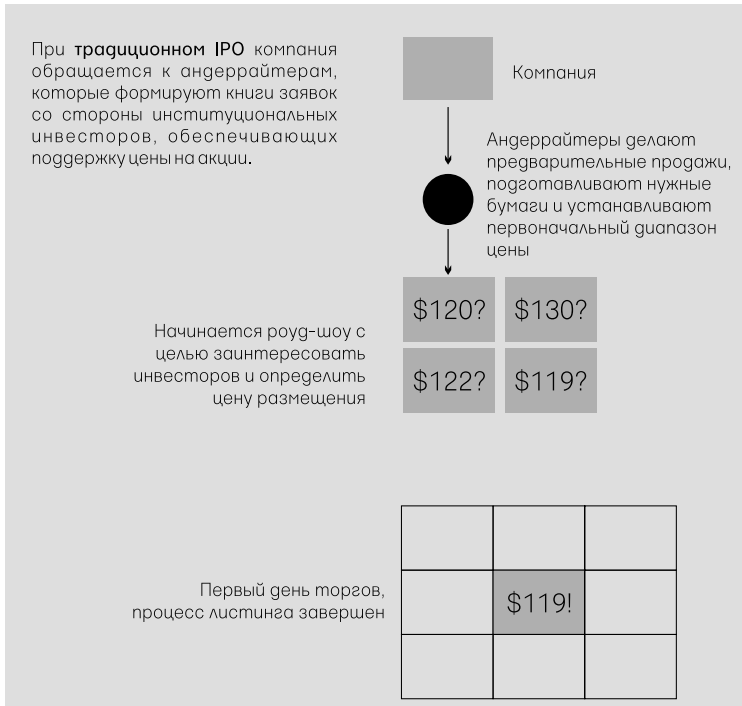 При традиционном IPO компания
обращается к андеррайтерам,
которые формируют книги заявок
со стороны институциональных
инвесторов, обеспечивающих
поддержку цены на акции.
Компания
Андеррайтеры делают
предварительные продажи,
подготавливают нужные
бумаги и устанавливают
первоначальный диапазон
цены
$120? $130?
$122? $119?
Начинается роуд-шоу с
целью заинтересовать
инвесторов и определить
цену размещения
Первый день торгов,
процесс листинга завершен
$119!